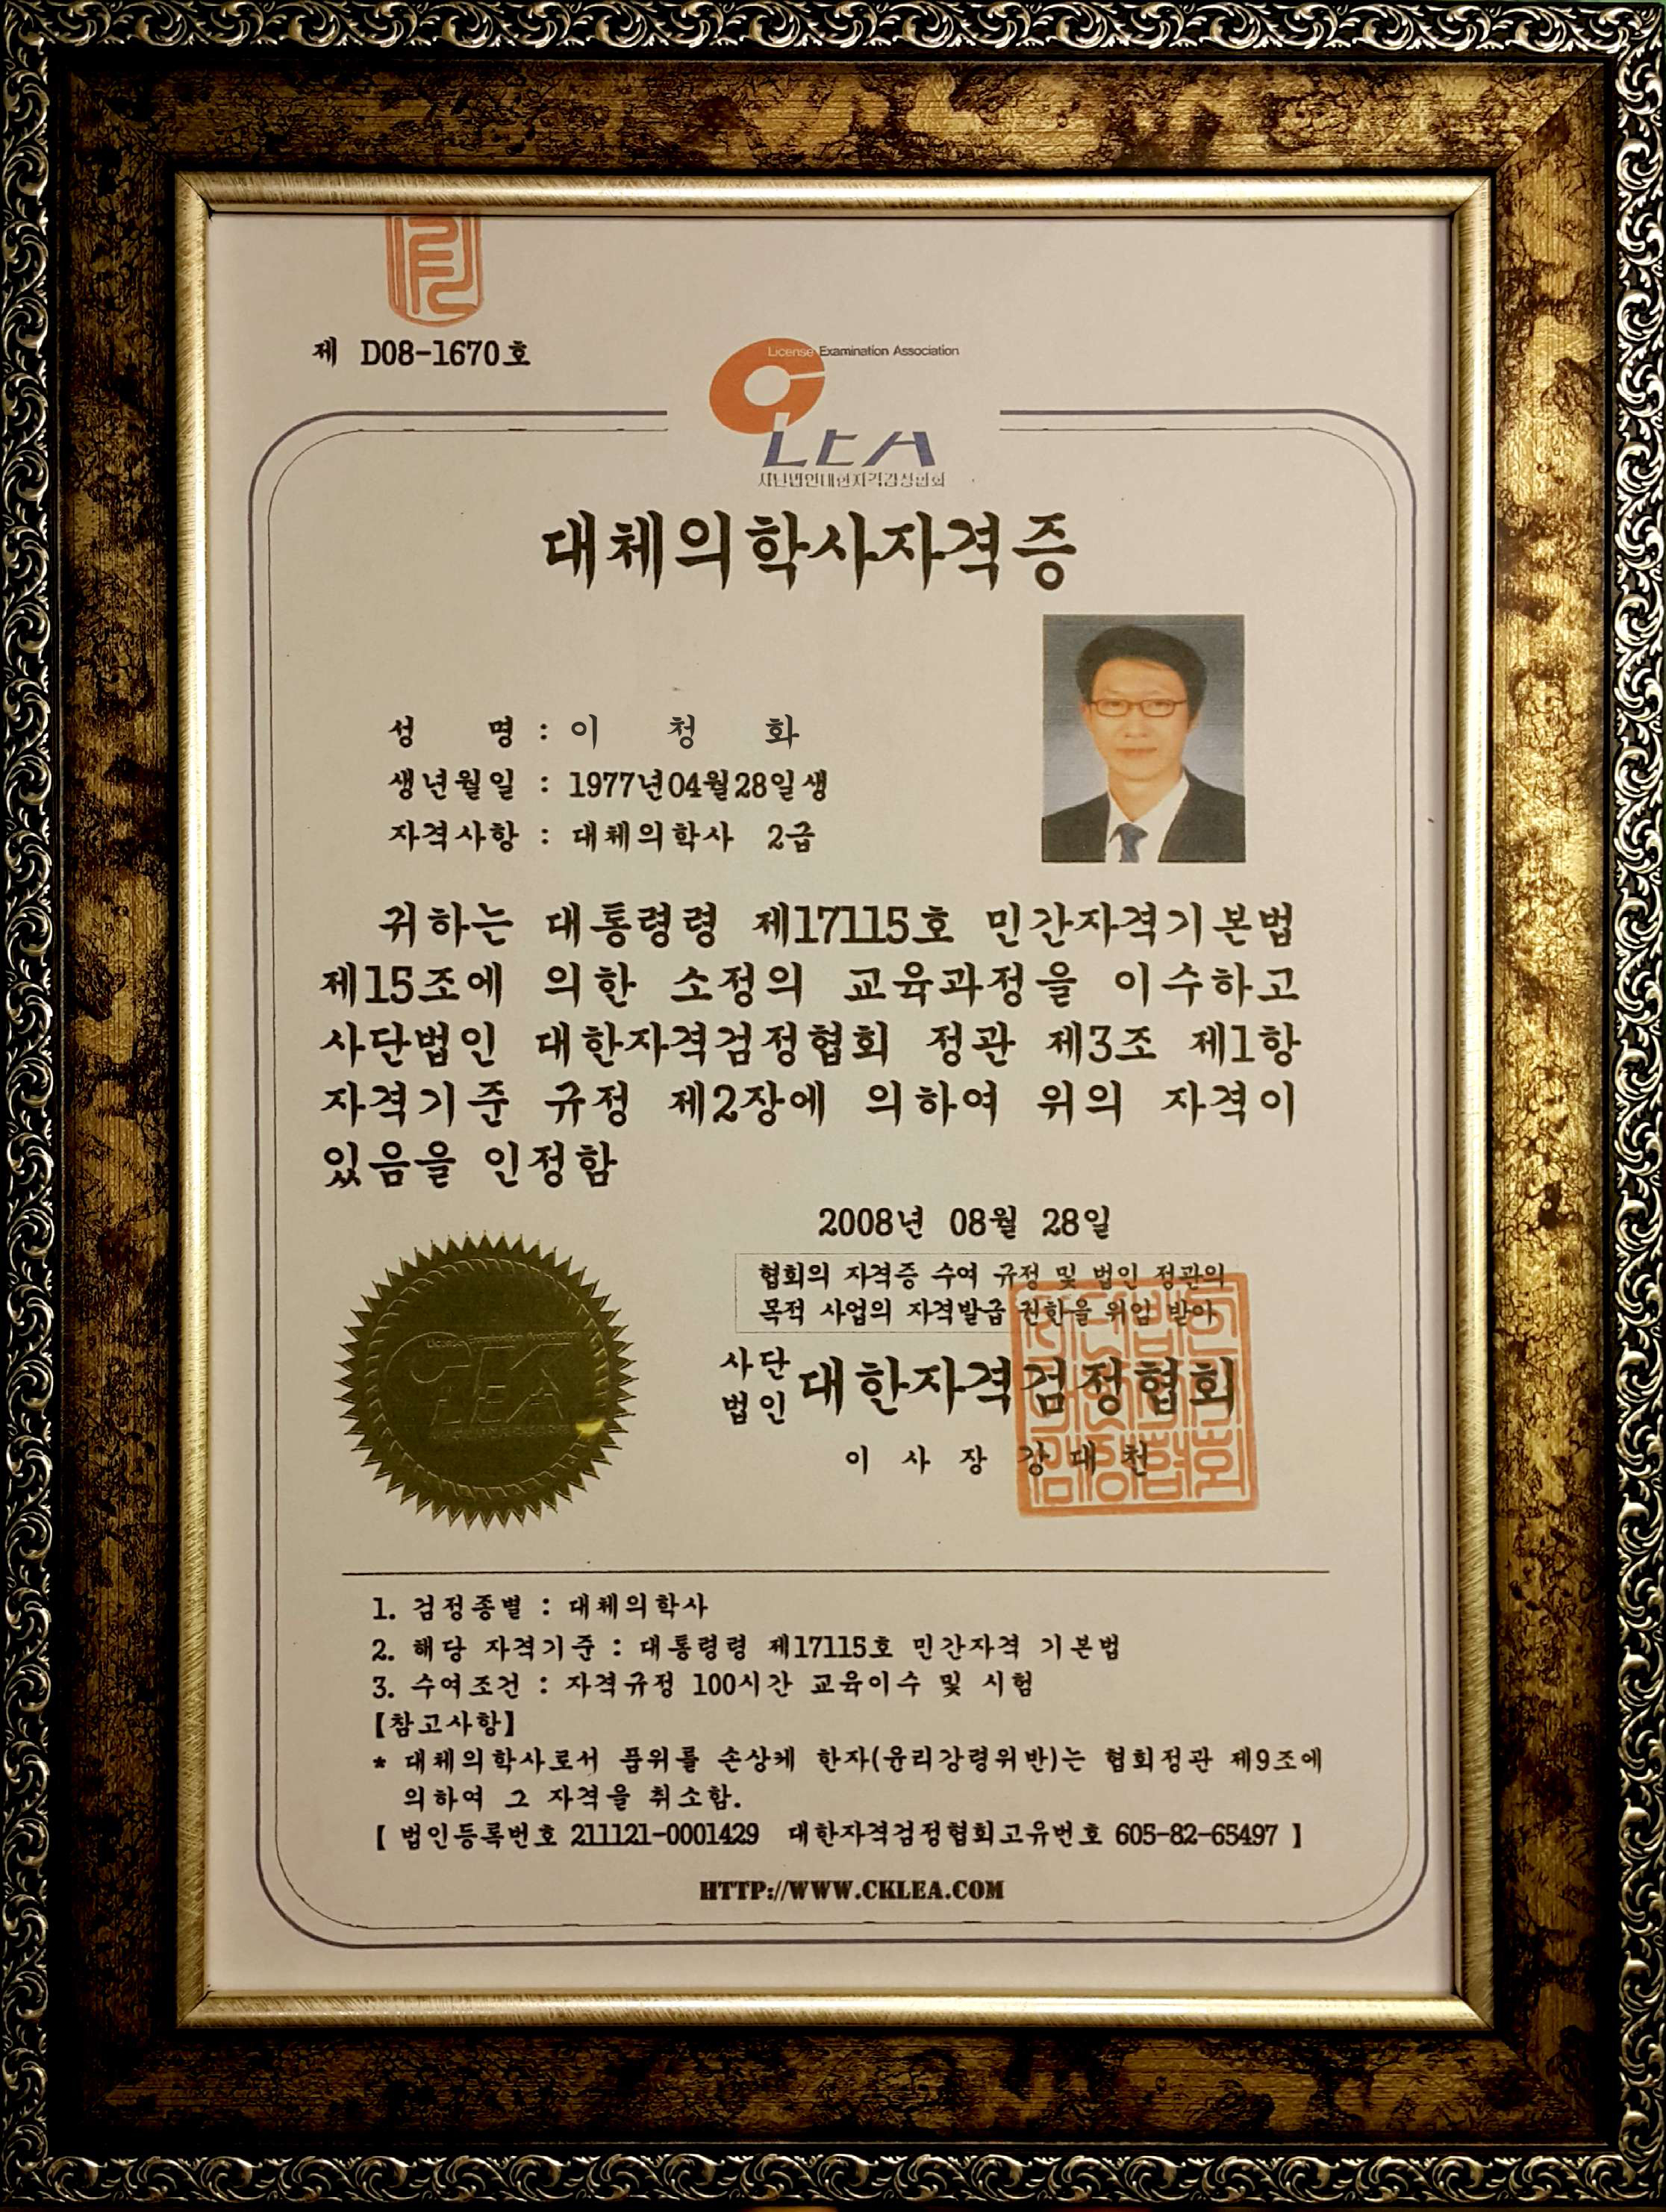 제 D08-1670호
License Examination Association
LEA
사단법인대한자격검정협회
대체의학사자격증
성 명 : 이 청 화
생년월일 : 1977년04월28일생
자격사항 : 대체의학사 2급
귀하는 대통령령 제17115호 민간자격기본법
제15조에 의한 소정의 교육과정을 이수하고
사단법인 대한자격검정협회 정관 제3조 제1항
자격기준 규정 제2장에 의하여 위의 자격이
있음을 인정함
2008년 08월 28일
협회의 자격증 수여 규정 및 법인 정관의
목적 사업의 자격발급 권한을 위임 받아
사단법인 대한자격검정협회
이 사 장 강 대 천
1. 검정종별 : 대체의학사
2. 해당 자격기준 : 대통령령 제17115호 민간자격 기본법
3. 수여조건 : 자격규정 100시간 교육이수 및 시험
【참고사항】
* 대체의학사로서 품위를 손상케 한자(윤리강령위반)는 협회정관 제9조에
의하여 그 자격을 취소함.
【 법인등록번호 211121-0001429 대한자격검정협회고유번호 605-82-65497 】
HTTP://WWW.CKLEA.COM